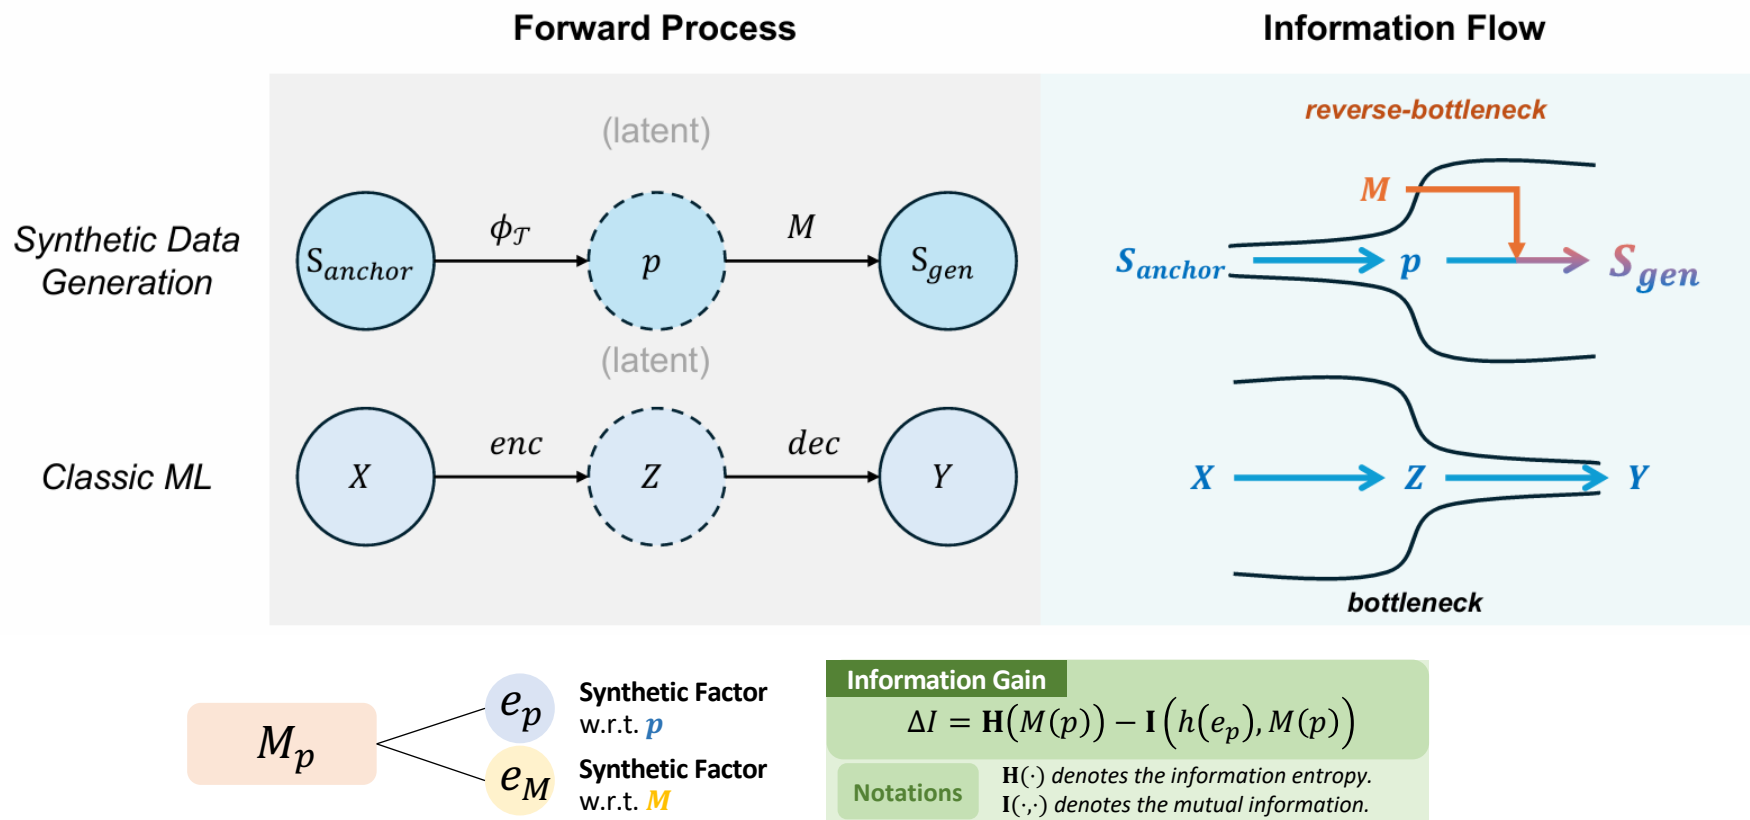 Forward Process
Information Flow
(latent)
reverse-bottleneck
Synthetic Data
Generation
S_anchor
ϕ_𝒯
p
M
S_gen
M
S_anchor
p
S_gen
(latent)
Classic ML
X
enc
Z
dec
Y
X
Z
Y
bottleneck
M_p
e_p
Synthetic Factor
w.r.t. p
e_M
Synthetic Factor
w.r.t. M
Information Gain
ΔI = H(M(p)) − I(h(e_p), M(p))
Notations
H(·) denotes the information entropy.
I(·,·) denotes the mutual information.